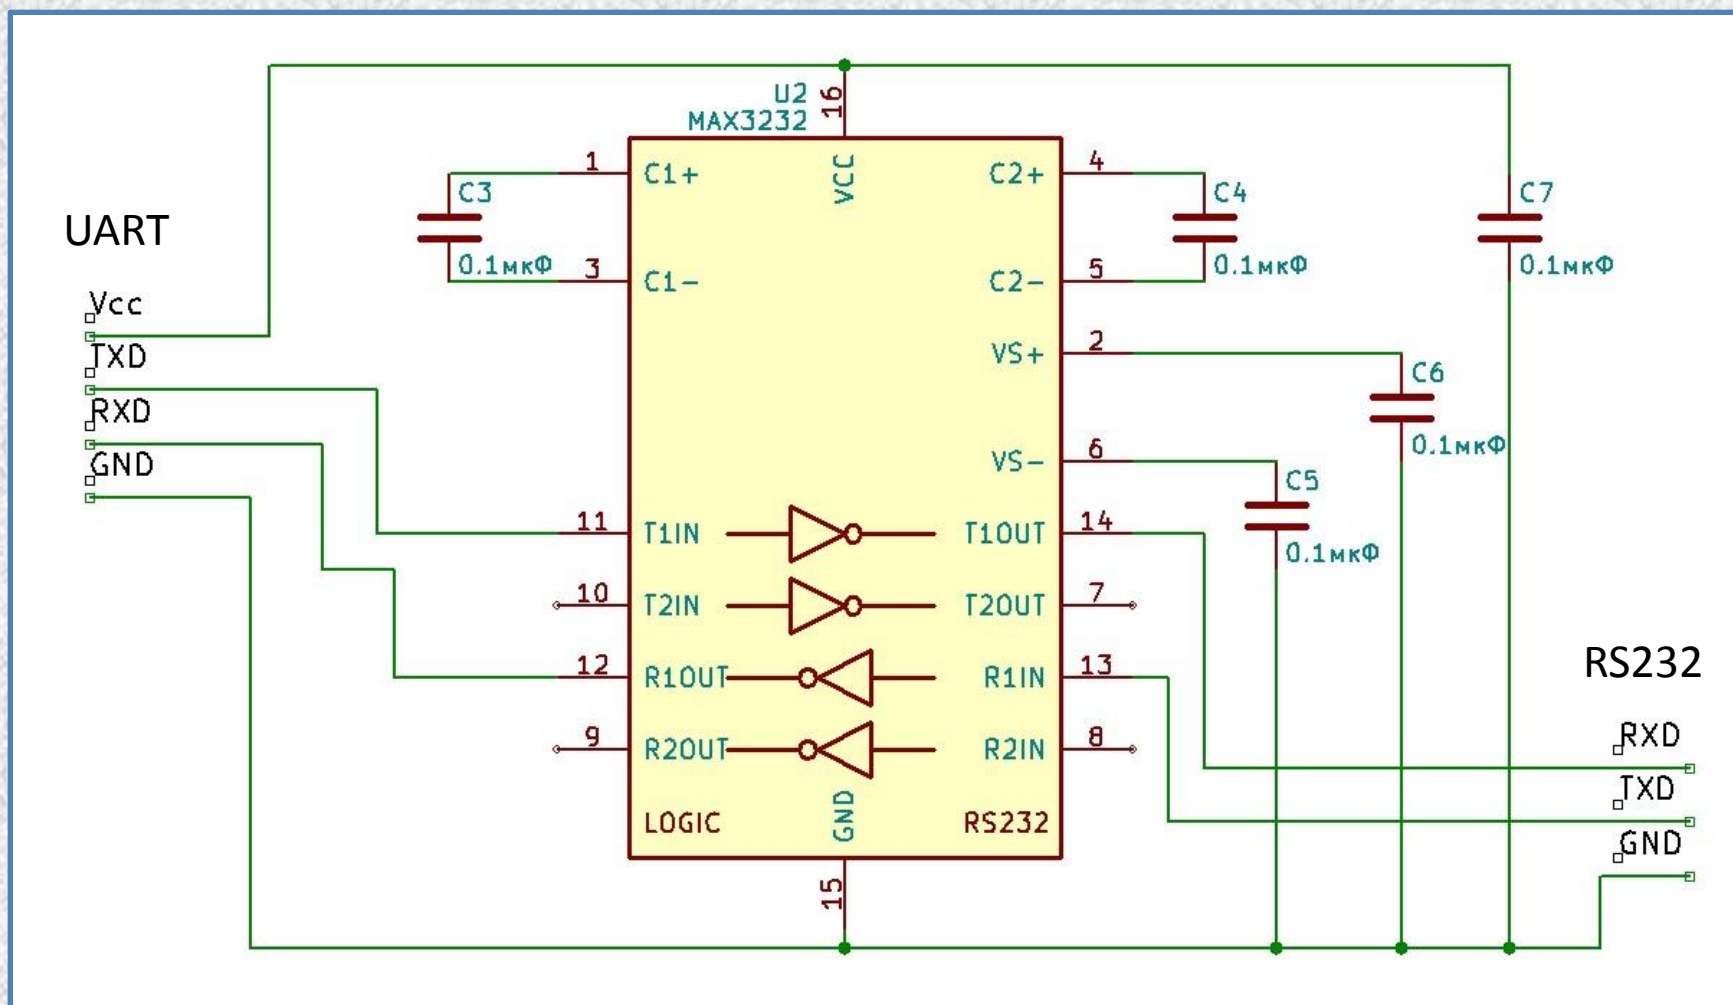 UART
Vcc
TXD
RXD
GND
U2
MAX3232
16
VCC
1
C1+
C3
0.1мкФ
3
C1-
4
C2+
C4
0.1мкФ
5
C2-
C7
0.1мкФ
2
VS+
C6
0.1мкФ
6
VS-
C5
0.1мкФ
11
T1IN
T1OUT
14
10
T2IN
T2OUT
7
12
R1OUT
R1IN
13
9
R2OUT
R2IN
8
LOGIC
GND
RS232
15
RS232
RXD
TXD
GND